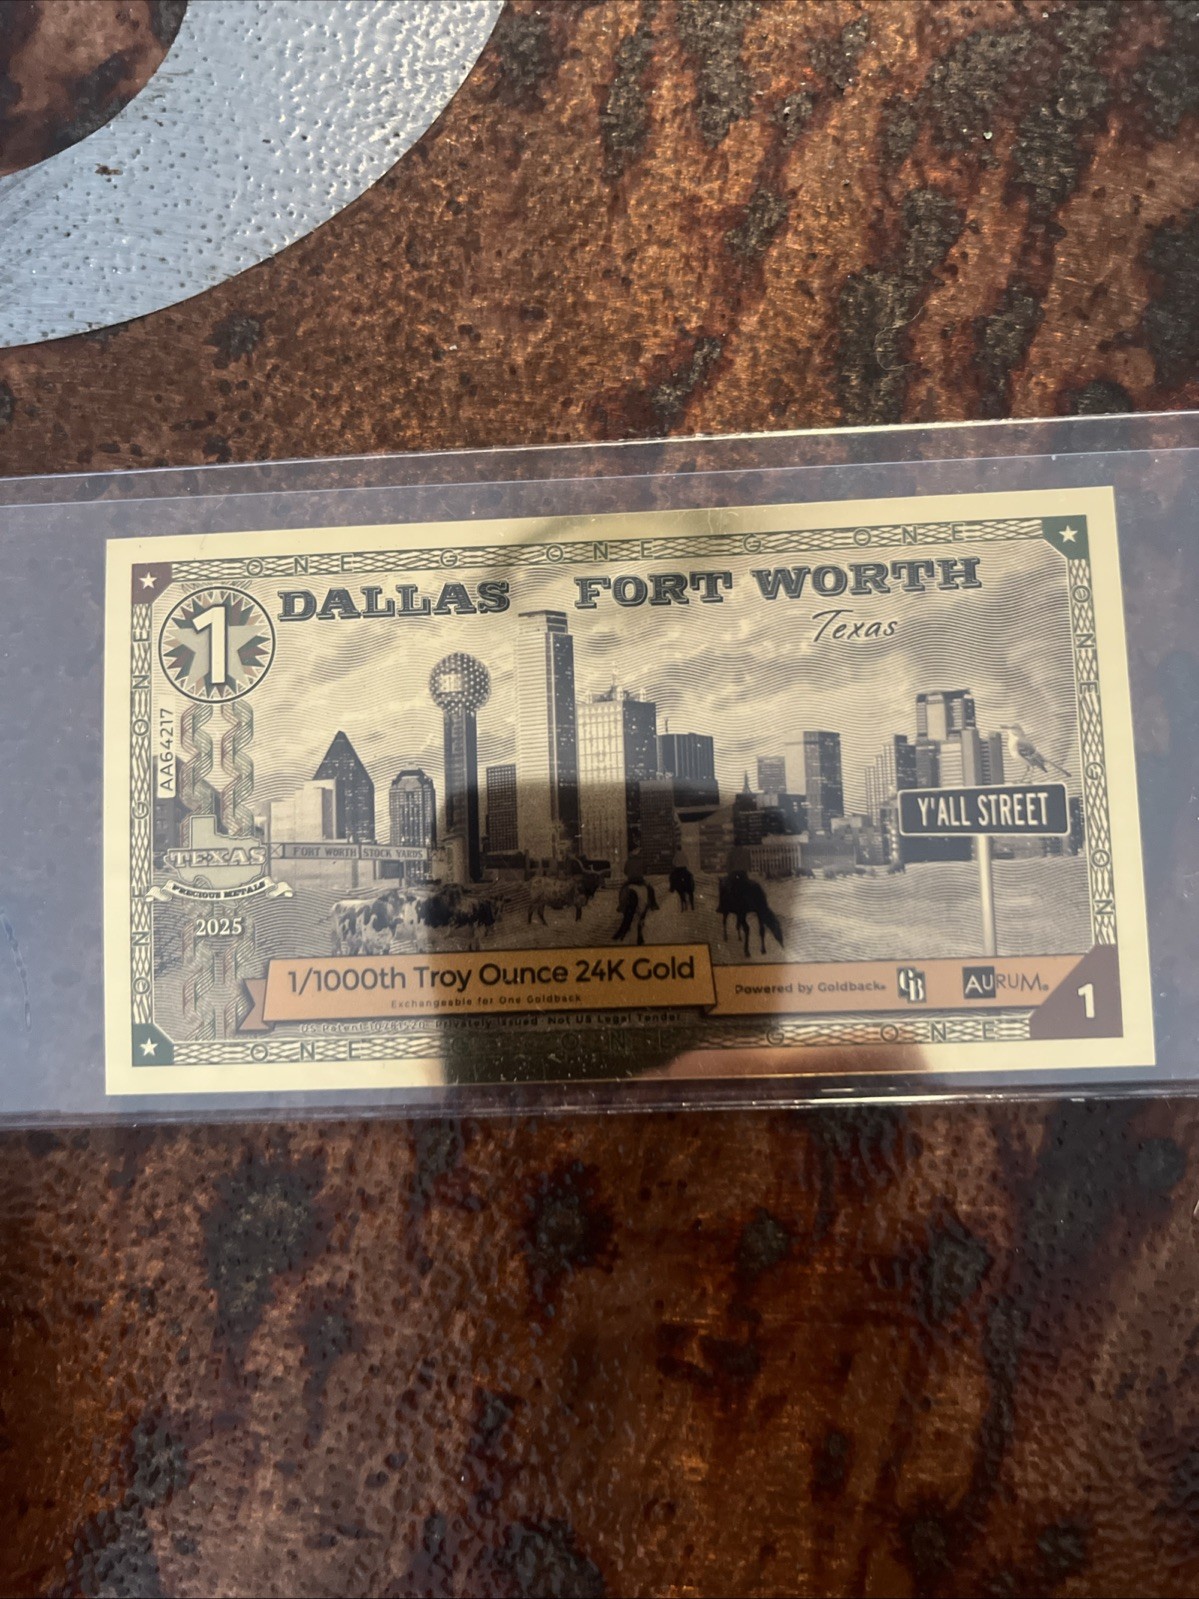 ONE G ONE G ONE
DALLAS FORT WORTH
Texas
1
AA64217
Y'ALL STREET
TEXAS
PRECIOUS METALS
FORT WORTH STOCK YARDS
2025
1/1000th Troy Ounce 24K Gold
Exchangeable for One Goldback
Powered by Goldback®
GB
AURUM®
1
Privately Issued Not US Legal Tender
ONE ONE ONE